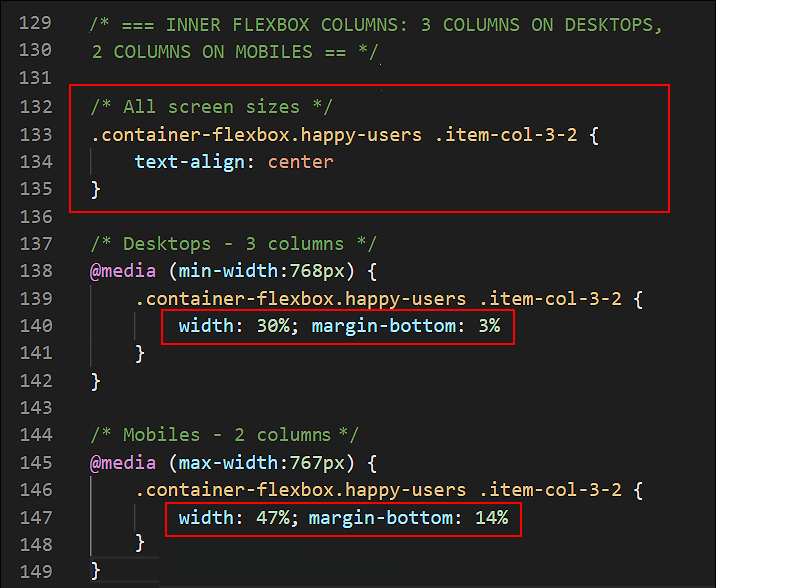 129 /* === INNER FLEXBOX COLUMNS: 3 COLUMNS ON DESKTOPS,
130 2 COLUMNS ON MOBILES == */
131
132 /* All screen sizes */
133 .container-flexbox.happy-users .item-col-3-2 {
134     text-align: center
135 }
136
137 /* Desktops - 3 columns */
138 @media (min-width:768px) {
139     .container-flexbox.happy-users .item-col-3-2 {
140         width: 30%; margin-bottom: 3%
141     }
142 }
143
144 /* Mobiles - 2 columns */
145 @media (max-width:767px) {
146     .container-flexbox.happy-users .item-col-3-2 {
147         width: 47%; margin-bottom: 14%
148     }
149 }